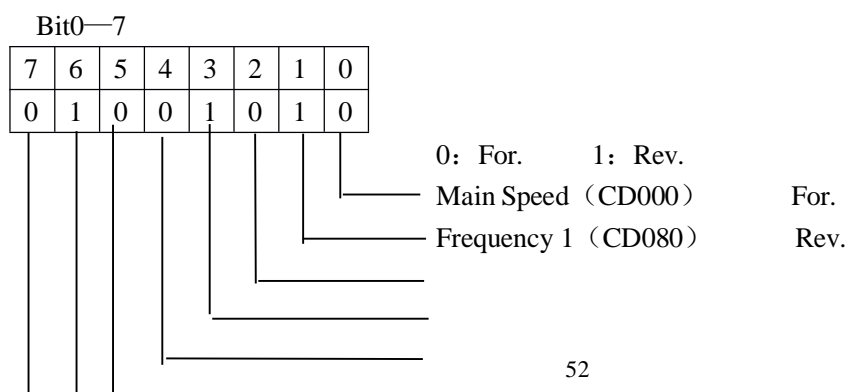 Bit0—7
7 6 5 4 3 2 1 0
0 1 0 0 1 0 1 0
0：For. 1：Rev.
Main Speed（CD000） For.
Frequency 1（CD080） Rev.
52